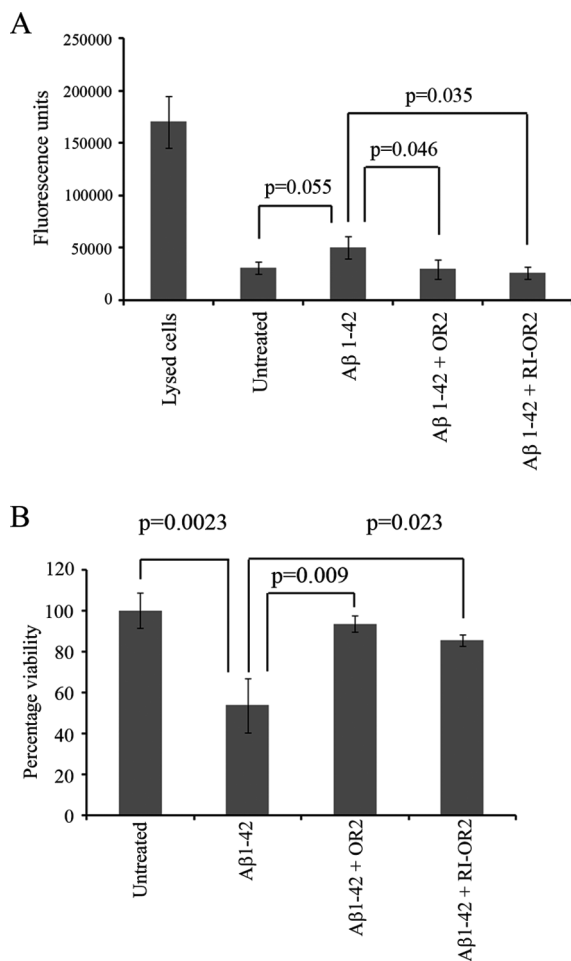 A
250000
200000
150000
100000
50000
0
Fluorescence units
p=0.035
p=0.046
p=0.055
Lysed cells
Untreated
Aβ 1-42
Aβ 1-42 + OR2
Aβ 1-42 + RI-OR2
B
p=0.0023
p=0.023
p=0.009
120
100
80
60
40
20
0
Percentage viability
Untreated
Aβ1-42
Aβ1-42 + OR2
Aβ1-42 + RI-OR2